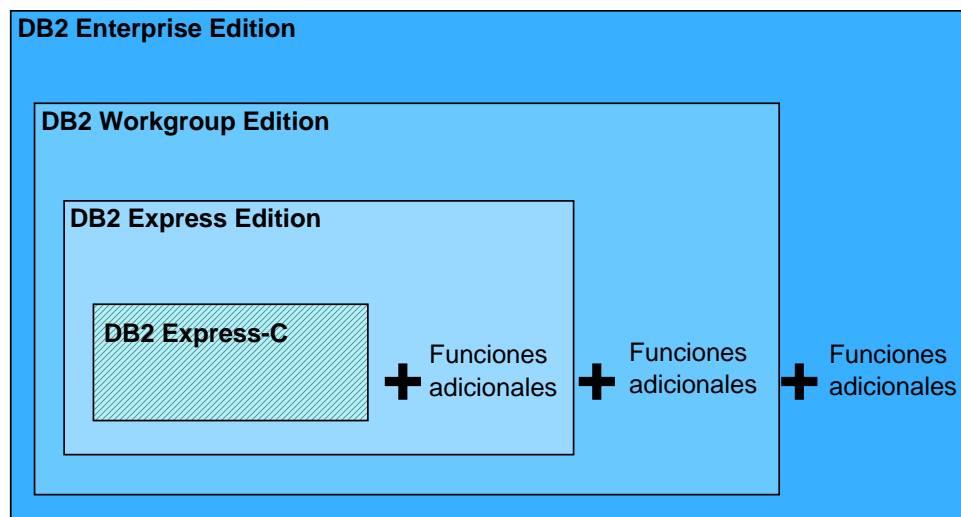 DB2 Enterprise Edition
DB2 Workgroup Edition
DB2 Express Edition
DB2 Express-C
Funciones
adicionales
Funciones
adicionales
Funciones
adicionales